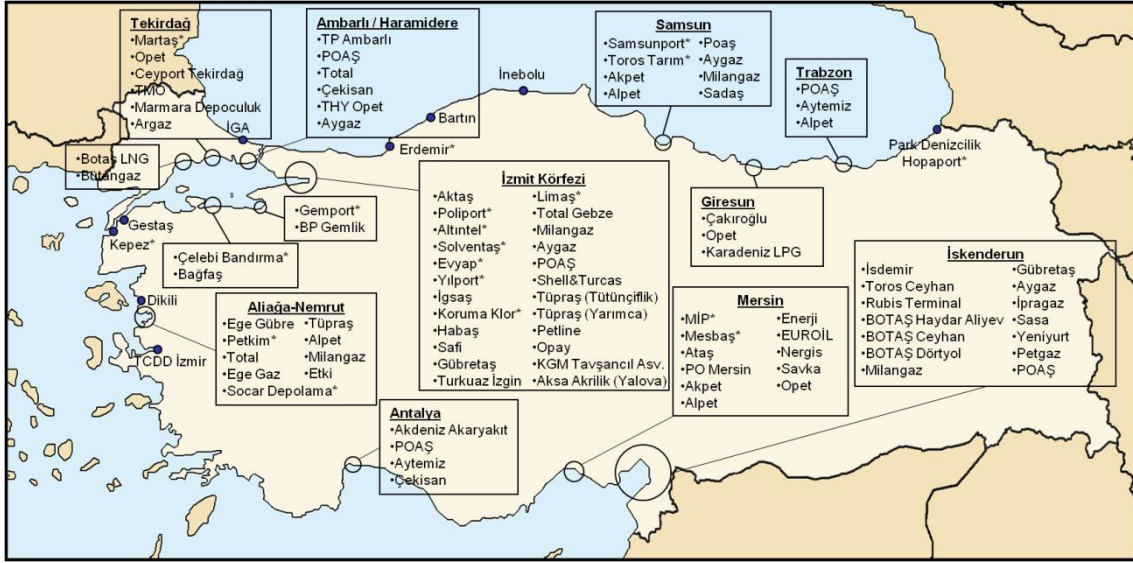 Tekirdağ
•Martaş*
•Opet
•Ceyport Tekirdağ
•TMO
•Marmara Depoculuk
•Argaz
Ambarlı / Haramidere
•TP Ambarlı
•POAŞ
•Total
•Çekisan
•THY Opet
•Aygaz
Samsun
•Samsunport*
•Toros Tarım*
•Akpet
•Alpet
•Poaş
•Aygaz
•Milangaz
•Sadaş
Trabzon
•POAŞ
•Aytemiz
•Alpet
İnebolu
Bartın
İGA
Erdemir*
Park Denizcilik
Hopaport*
•Botaş LNG
•Bütangaz
•Gemport*
•BP Gemlik
Gestaş
Kepez*
•Çelebi Bandırma*
•Bağfaş
İzmit Körfezi
•Aktaş
•Poliport*
•Altıntel*
•Solventaş*
•Evyap*
•Yılport*
•İgsaş
•Koruma Klor*
•Habaş
•Safi
•Gübretaş
•Turkuaz İzgin
•Limaş*
•Total Gebze
•Milangaz
•Aygaz
•POAŞ
•Shell&Turcas
•Tüpraş (Tütünçiflik)
•Tüpraş (Yarımca)
•Petline
•Opay
•KGM Tavşancıl Asv.
•Aksa Akrilik (Yalova)
Giresun
•Çakıroğlu
•Opet
•Karadeniz LPG
İskenderun
•İsdemir
•Toros Ceyhan
•Rubis Terminal
•BOTAŞ Haydar Aliyev
•BOTAŞ Ceyhan
•BOTAŞ Dörtyol
•Milangaz
•Gübretaş
•Aygaz
•İpragaz
•Sasa
•Yeniyurt
•Petgaz
•POAŞ
Dikili
TCDD İzmir
Aliağa-Nemrut
•Ege Gübre
•Petkim*
•Total
•Ege Gaz
•Socar Depolama*
•Tüpraş
•Alpet
•Milangaz
•Etki
Mersin
•MİP*
•Mesbaş*
•Ataş
•PO Mersin
•Akpet
•Alpet
•Enerji
•EUROİL
•Nergis
•Savka
•Opet
Antalya
•Akdeniz Akaryakıt
•POAŞ
•Aytemiz
•Çekisan